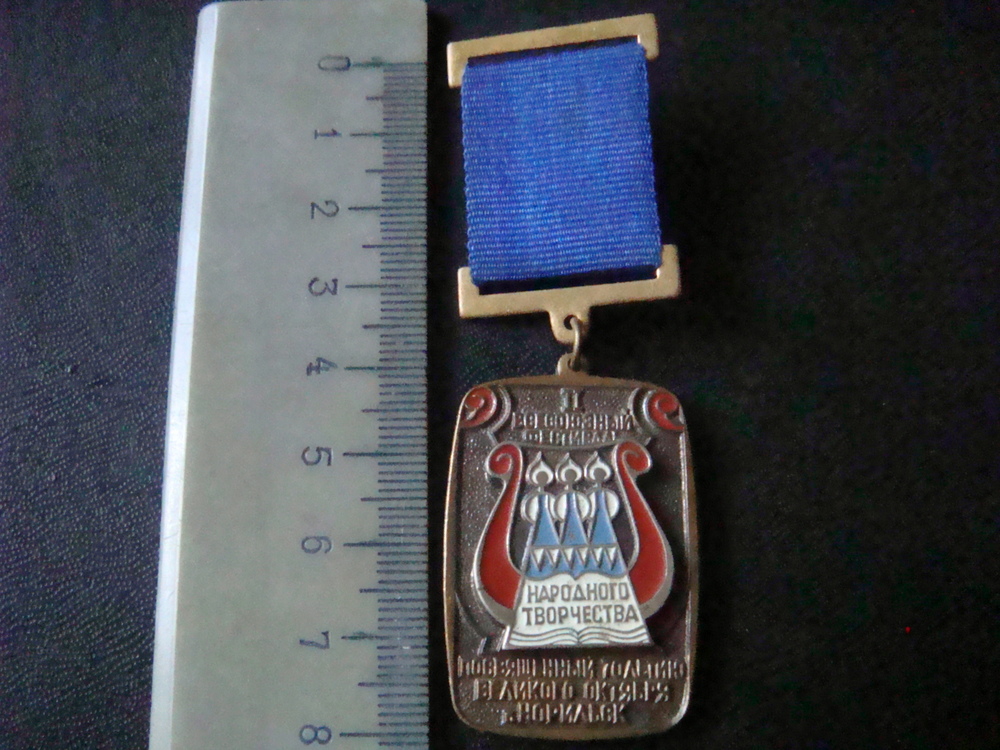 0
1
2
3
4
5
6
7
8
II
ВСЕСОЮЗНЫЙ
ФЕСТИВАЛЬ
НАРОДНОГО
ТВОРЧЕСТВА
ПОСВЯЩЕННЫЙ 70 ЛЕТИЮ
ВЕЛИКОГО ОКТЯБРЯ
Г.НОРИЛЬСК